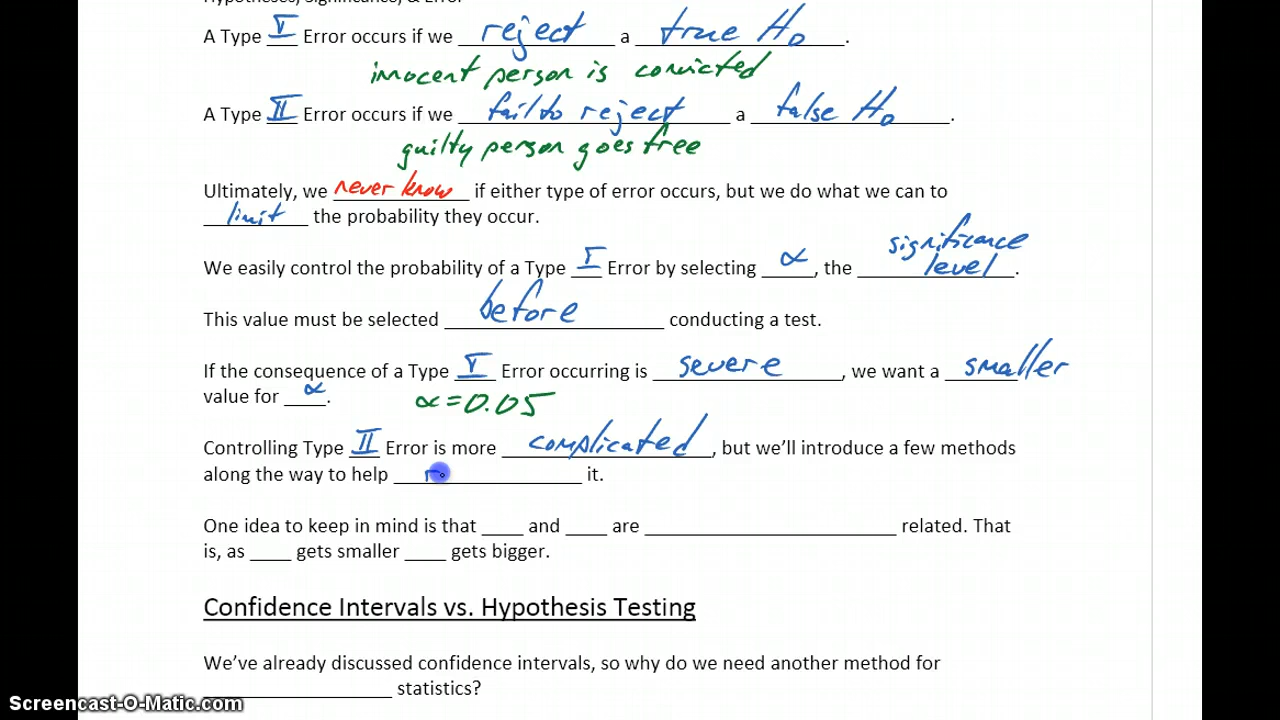 Hypotheses, Significance, & Error
A Type I Error occurs if we reject a true H₀.
innocent person is convicted
A Type II Error occurs if we fail to reject a false H₀.
guilty person goes free
Ultimately, we never know if either type of error occurs, but we do what we can to
limit the probability they occur.
We easily control the probability of a Type I Error by selecting α, the significance level.
This value must be selected before conducting a test.
If the consequence of a Type I Error occurring is severe, we want a smaller
value for α. α = 0.05
Controlling Type II Error is more complicated, but we'll introduce a few methods
along the way to help ____ it.
One idea to keep in mind is that ____ and ____ are ____ related. That
is, as ____ gets smaller ____ gets bigger.
Confidence Intervals vs. Hypothesis Testing
We've already discussed confidence intervals, so why do we need another method for
____ statistics?
Screencast-O-Matic.com